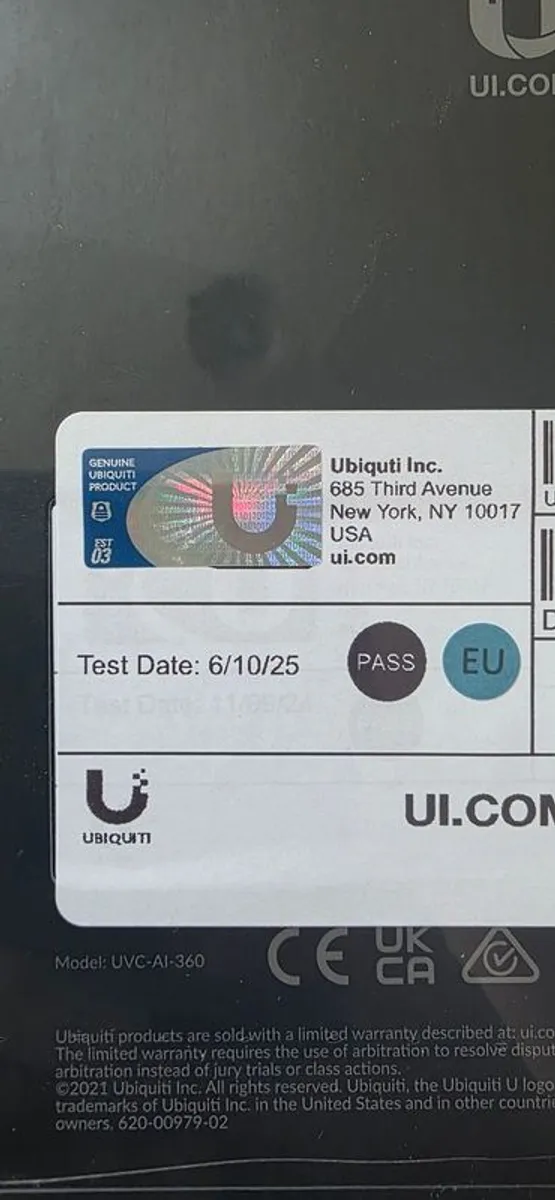 UI.CO
GENUINE
UBIQUITI
PRODUCT
EST
03
Ubiquti Inc.
685 Third Avenue
New York, NY 10017
USA
ui.com
Test Date: 6/10/25
PASS
EU
UBIQUITI
UI.COM
Model: UVC-AI-360
CE
UK
CA
Ubiquiti products are sold with a limited warranty described at: ui.co
The limited warranty requires the use of arbitration to resolve disput
arbitration instead of jury trials or class actions.
©2021 Ubiquiti Inc. All rights reserved. Ubiquiti, the Ubiquiti U logo
trademarks of Ubiquiti Inc. in the United States and in other countrie
owners. 620-00979-02